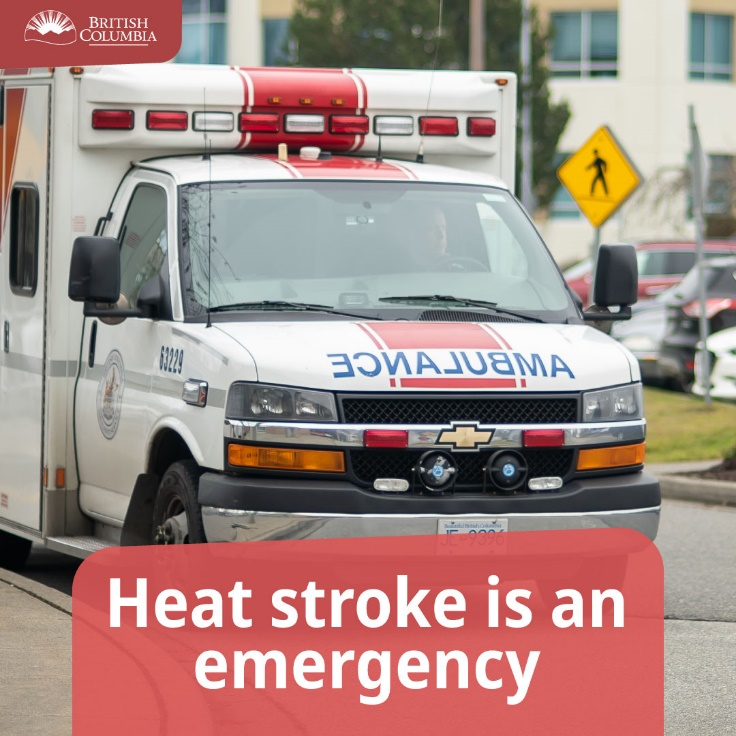 BRITISH
COLUMBIA
63229
AMBULANCE
Heat stroke is an
emergency